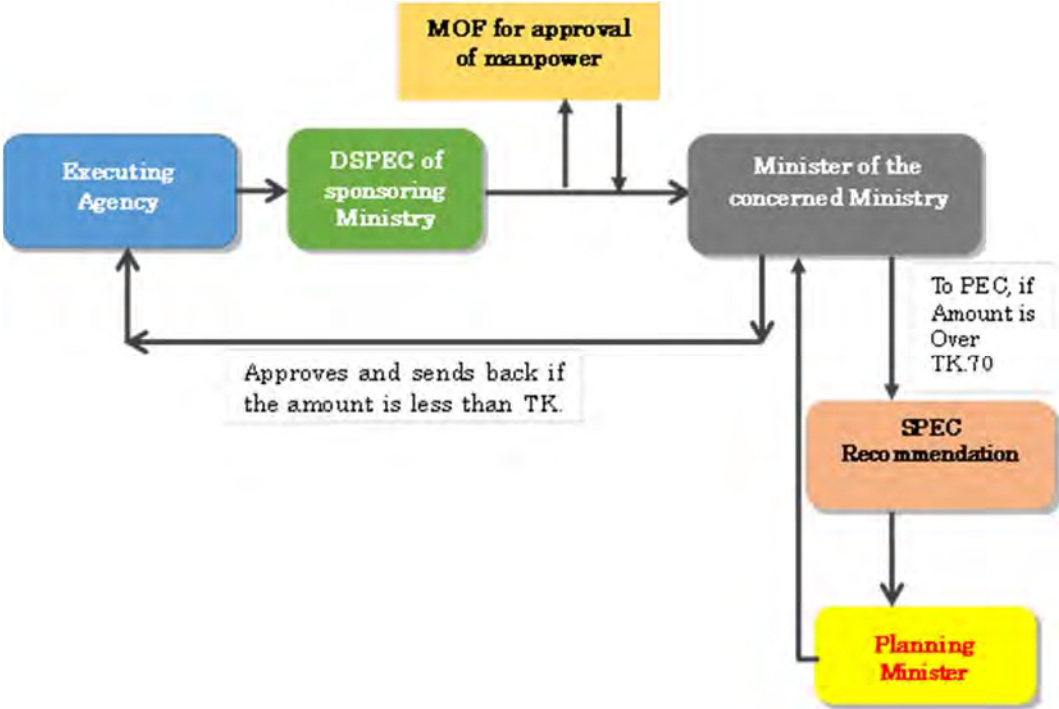 MOF for approval
of manpower
Executing
Agency
DSPEC of
sponsoring
Ministry
Minister of the
concerned Ministry
To PEC, if
Amount is
Over
TK.70
Approves and sends back if
the amount is less than TK.
SPEC
Recommendation
Planning
Minister